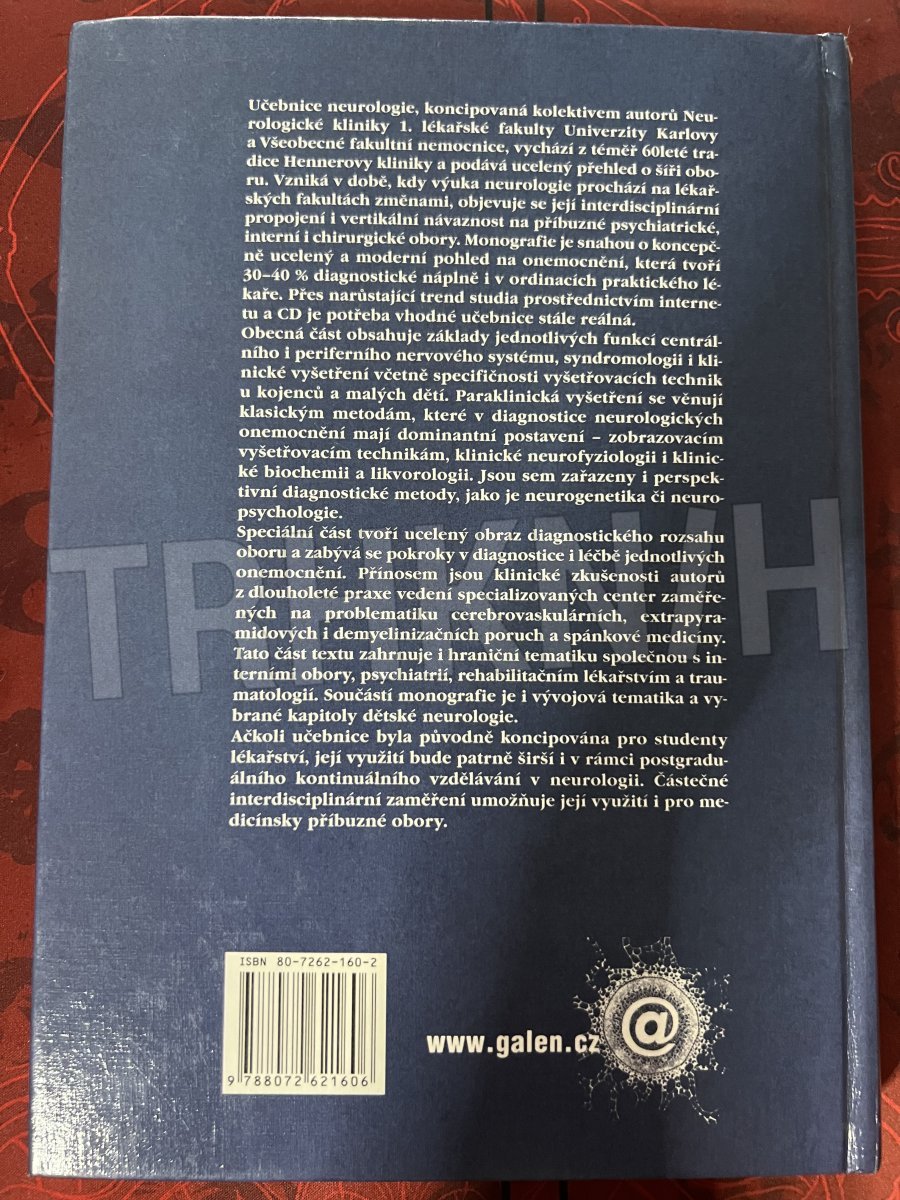 Učebnice neurologie, koncipovaná kolektivem autorů Neu-
rologické kliniky 1. lékařské fakulty Univerzity Karlovy
a Všeobecné fakultní nemocnice, vychází z téměř 60leté tra-
dice Hennerovy kliniky a podává ucelený přehled o šíři obo-
ru. Vzniká v době, kdy výuka neurologie prochází na lékař-
ských fakultách změnami, objevuje se její interdisciplinární
propojení i vertikální návaznost na příbuzné psychiatrické,
interní i chirurgické obory. Monografie je snahou o koncepč-
ně ucelený a moderní pohled na onemocnění, která tvoří
30–40 % diagnostické náplně i v ordinacích praktického lé-
kaře. Přes narůstající trend studia prostřednictvím interne-
tu a CD je potřeba vhodné učebnice stále reálná.
Obecná část obsahuje základy jednotlivých funkcí centrál-
ního i periferního nervového systému, syndromologii i kli-
nické vyšetření včetně specifičnosti vyšetřovacích technik
u kojenců a malých dětí. Paraklinická vyšetření se věnují
klasickým metodám, které v diagnostice neurologických
onemocnění mají dominantní postavení – zobrazovacím
vyšetřovacím technikám, klinické neurofyziologii i klinic-
ké biochemii a likvorologii. Jsou sem zařazeny i perspek-
tivní diagnostické metody, jako je neurogenetika či neuro-
psychologie.
Speciální část tvoří ucelený obraz diagnostického rozsahu
oboru a zabývá se pokroky v diagnostice i léčbě jednotlivých
onemocnění. Přínosem jsou klinické zkušenosti autorů
z dlouholeté praxe vedení specializovaných center zaměře-
ných na problematiku cerebrovaskulárních, extrapyra-
midových i demyelinizačních poruch a spánkové medicíny.
Tato část textu zahrnuje i hraniční tematiku společnou s in-
terními obory, psychiatrií, rehabilitačním lékařstvím a trau-
matologií. Součástí monografie je i vývojová tematika a vy-
brané kapitoly dětské neurologie.
Ačkoli učebnice byla původně koncipována pro studenty
lékařství, její využití bude patrně širší i v rámci postgradu-
álního kontinuálního vzdělávání v neurologii. Částečné
interdisciplinární zaměření umožňuje její využití i pro me-
dicínsky příbuzné obory.
ISBN 80-7262-160-2
9 788072 621606
www.galen.cz
@